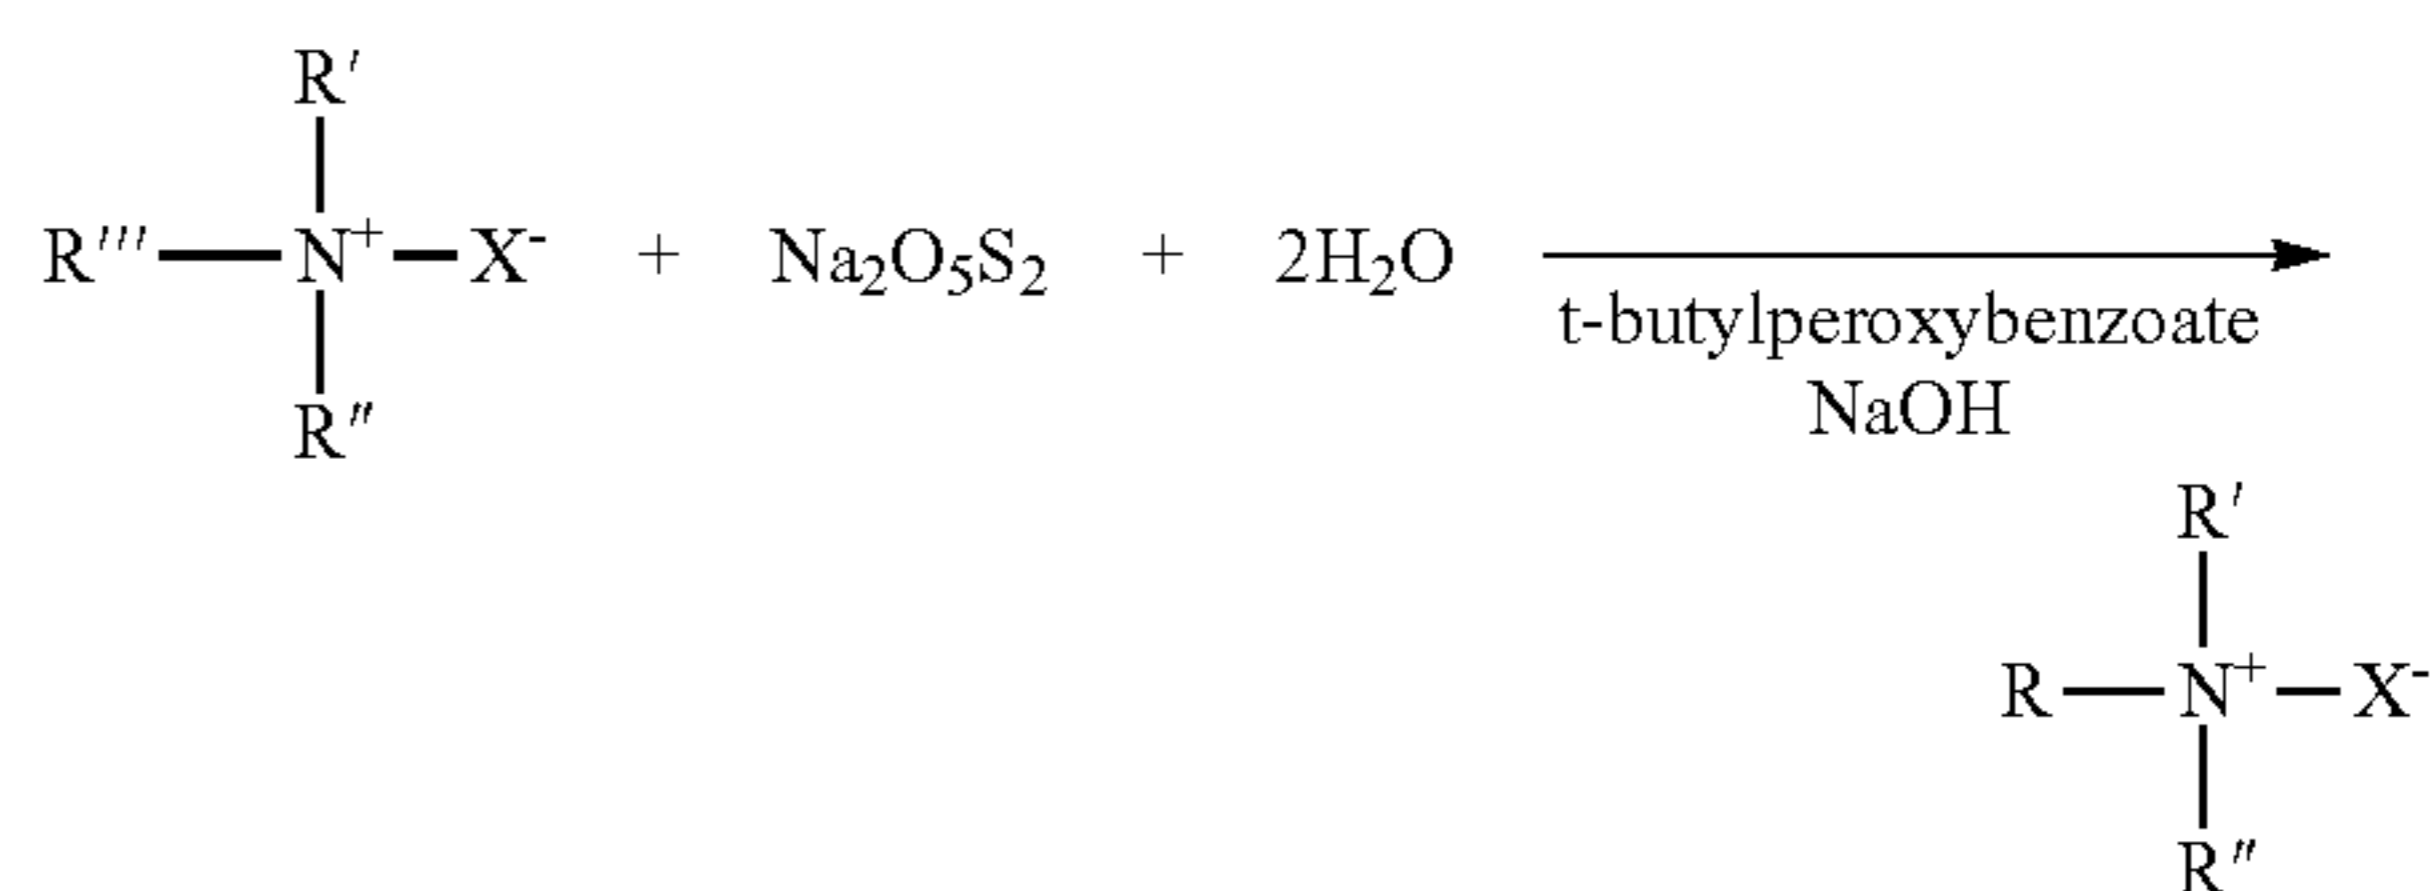 R′
R′′′—N⁺—X⁻ + Na₂O₅S₂ + 2H₂O
t-butylperoxybenzoate
R″
NaOH
R′
R—N⁺—X⁻
R″